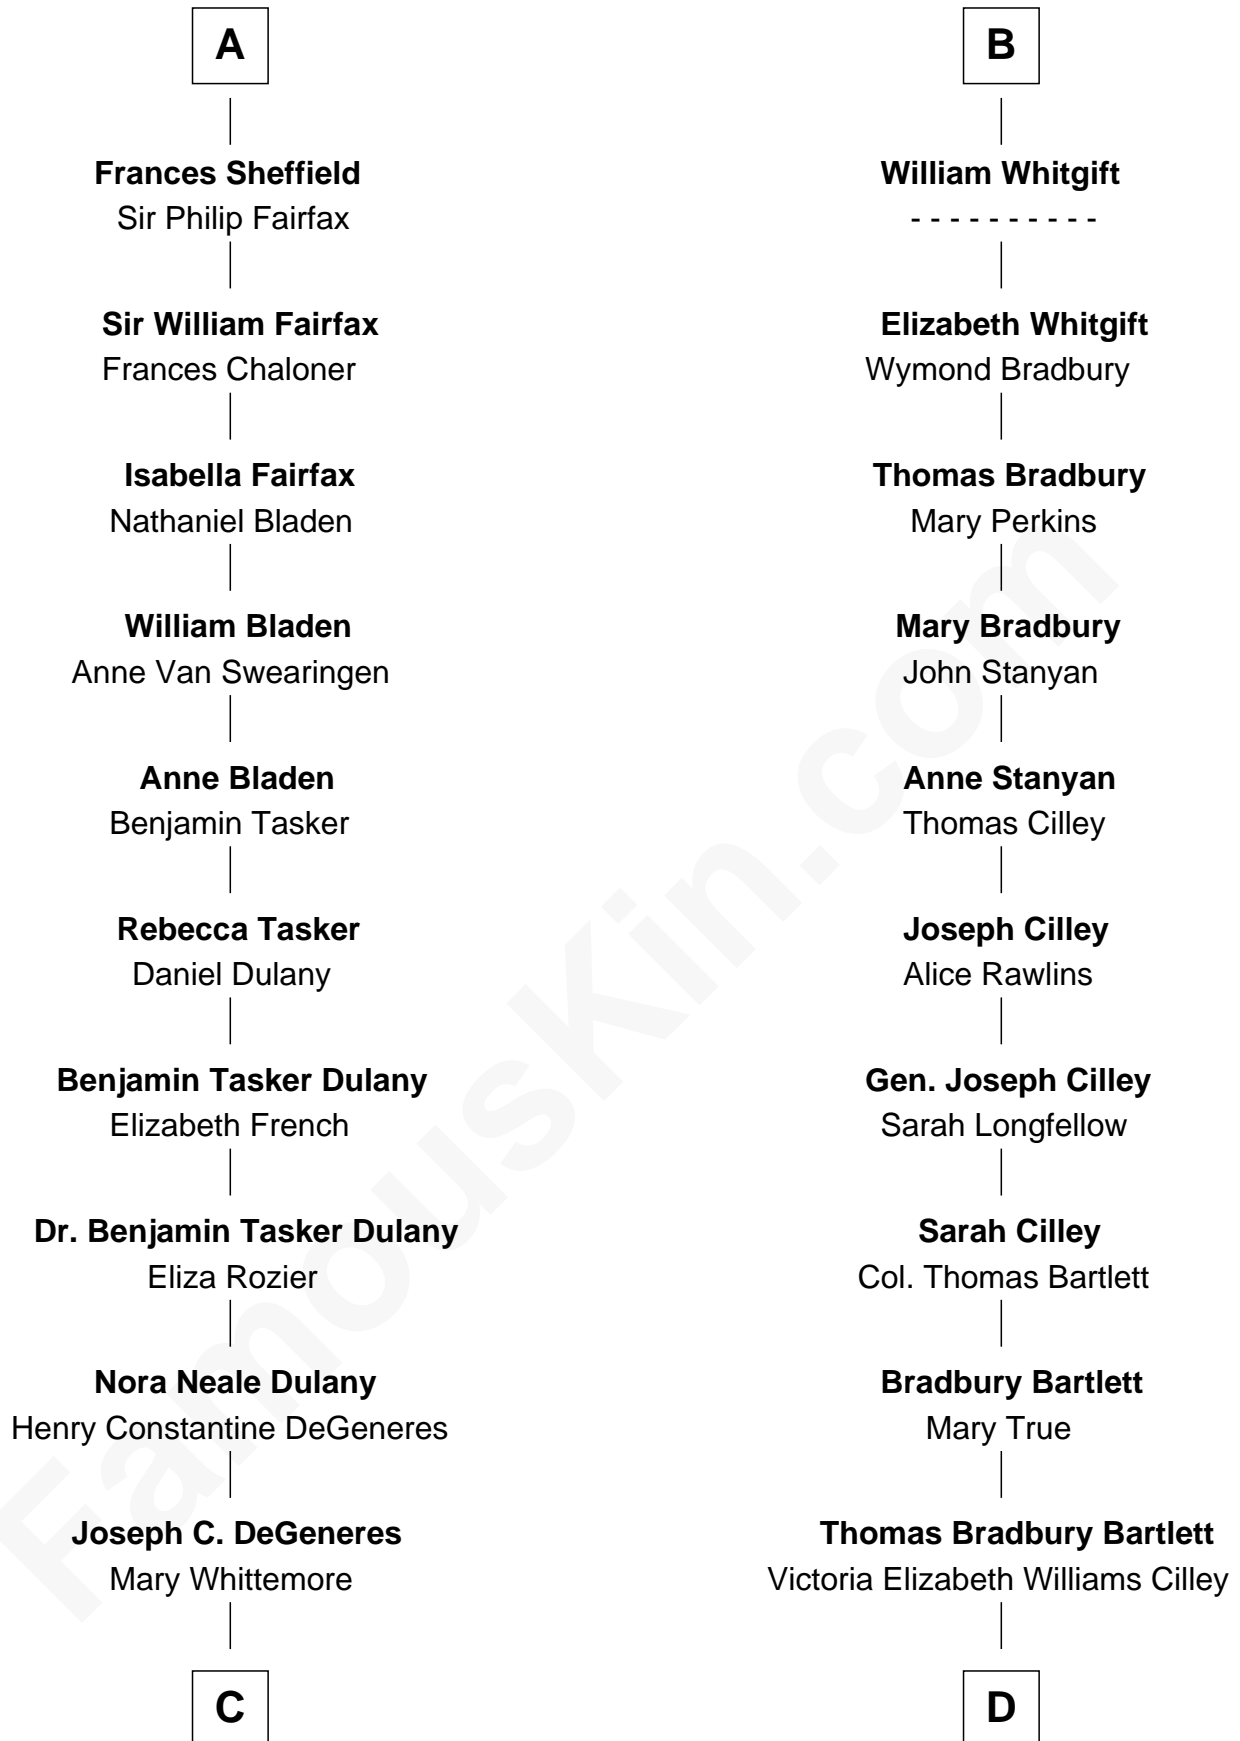 A
Frances Sheffield
Sir Philip Fairfax
Sir William Fairfax
Frances Chaloner
Isabella Fairfax
Nathaniel Bladen
William Bladen
Anne Van Swearingen
Anne Bladen
Benjamin Tasker
Rebecca Tasker
Daniel Dulany
Benjamin Tasker Dulany
Elizabeth French
Dr. Benjamin Tasker Dulany
Eliza Rozier
Nora Neale Dulany
Henry Constantine DeGeneres
Joseph C. DeGeneres
Mary Whittemore
C
B
William Whitgift
- - - - - - - - - -
Elizabeth Whitgift
Wymond Bradbury
Thomas Bradbury
Mary Perkins
Mary Bradbury
John Stanyan
Anne Stanyan
Thomas Cilley
Joseph Cilley
Alice Rawlins
Gen. Joseph Cilley
Sarah Longfellow
Sarah Cilley
Col. Thomas Bartlett
Bradbury Bartlett
Mary True
Thomas Bradbury Bartlett
Victoria Elizabeth Williams Cilley
D
FamousKin.com